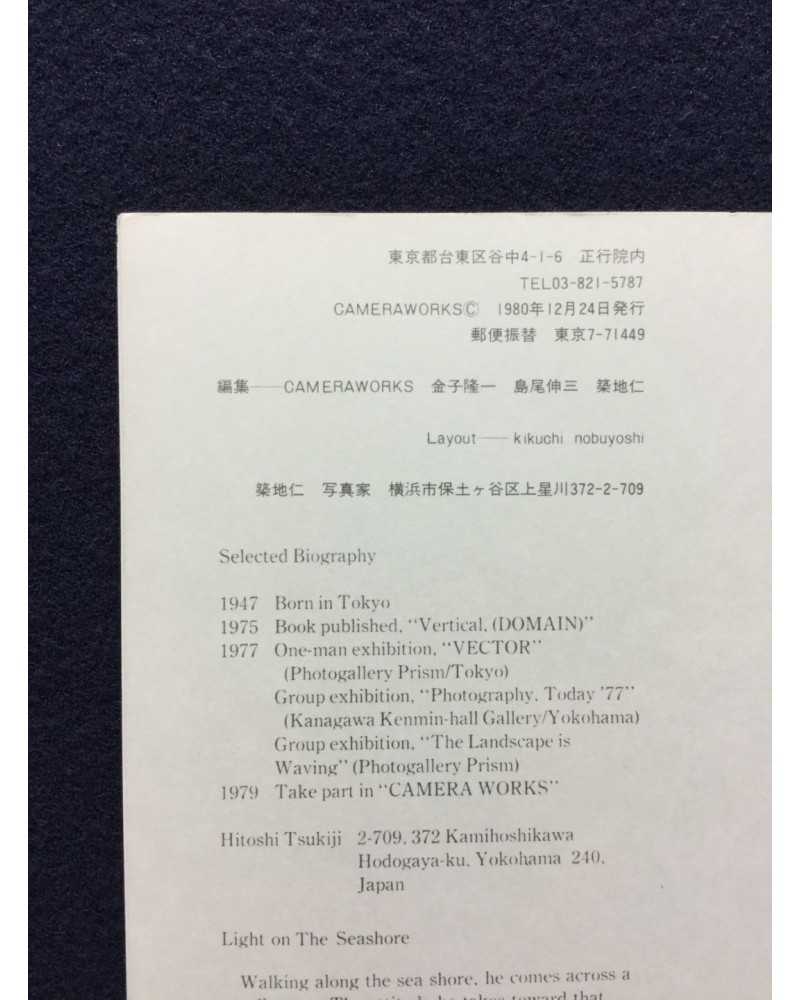 東京都台東区谷中4-1-6 正行院内
TEL03-821-5787
CAMERAWORKS© 1980年12月24日発行
郵便振替 東京7-71449
編集──CAMERAWORKS 金子隆一 島尾伸三 築地仁
Layout── kikuchi nobuyoshi
築地仁 写真家 横浜市保土ヶ谷区上星川372-2-709
Selected Biography
1947 Born in Tokyo
1975 Book published, "Vertical, (DOMAIN)"
1977 One-man exhibition, "VECTOR"
(Photogallery Prism/Tokyo)
Group exhibition, "Photography, Today '77"
(Kanagawa Kenmin-hall Gallery/Yokohama)
Group exhibition, "The Landscape is
Waving" (Photogallery Prism)
1979 Take part in "CAMERA WORKS"
Hitoshi Tsukiji 2-709, 372 Kamihoshikawa
Hodogaya-ku, Yokohama 240,
Japan
Light on The Seashore
Walking along the sea shore, he comes across a
he takes toward that